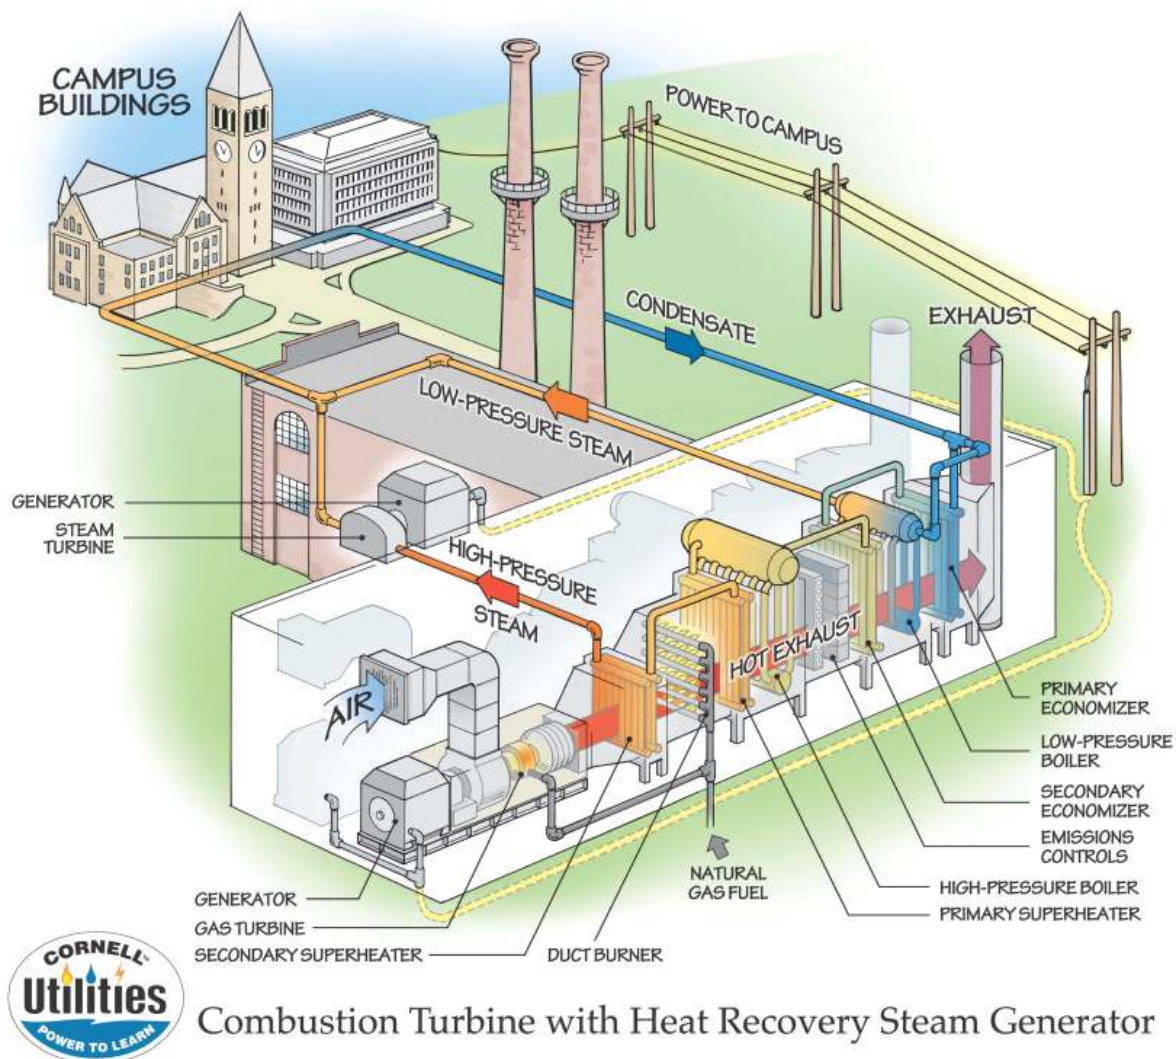 CAMPUS
BUILDINGS
POWER TO CAMPUS
CONDENSATE
EXHAUST
LOW-PRESSURE STEAM
GENERATOR
STEAM
TURBINE
HIGH-PRESSURE
STEAM
HOT EXHAUST
AIR
PRIMARY
ECONOMIZER
LOW-PRESSURE
BOILER
SECONDARY
ECONOMIZER
EMISSIONS
CONTROLS
NATURAL
GAS FUEL
HIGH-PRESSURE BOILER
PRIMARY SUPERHEATER
GENERATOR
GAS TURBINE
SECONDARY SUPERHEATER
DUCT BURNER
CORNELL™
Utilities
POWER TO LEARN
Combustion Turbine with Heat Recovery Steam Generator